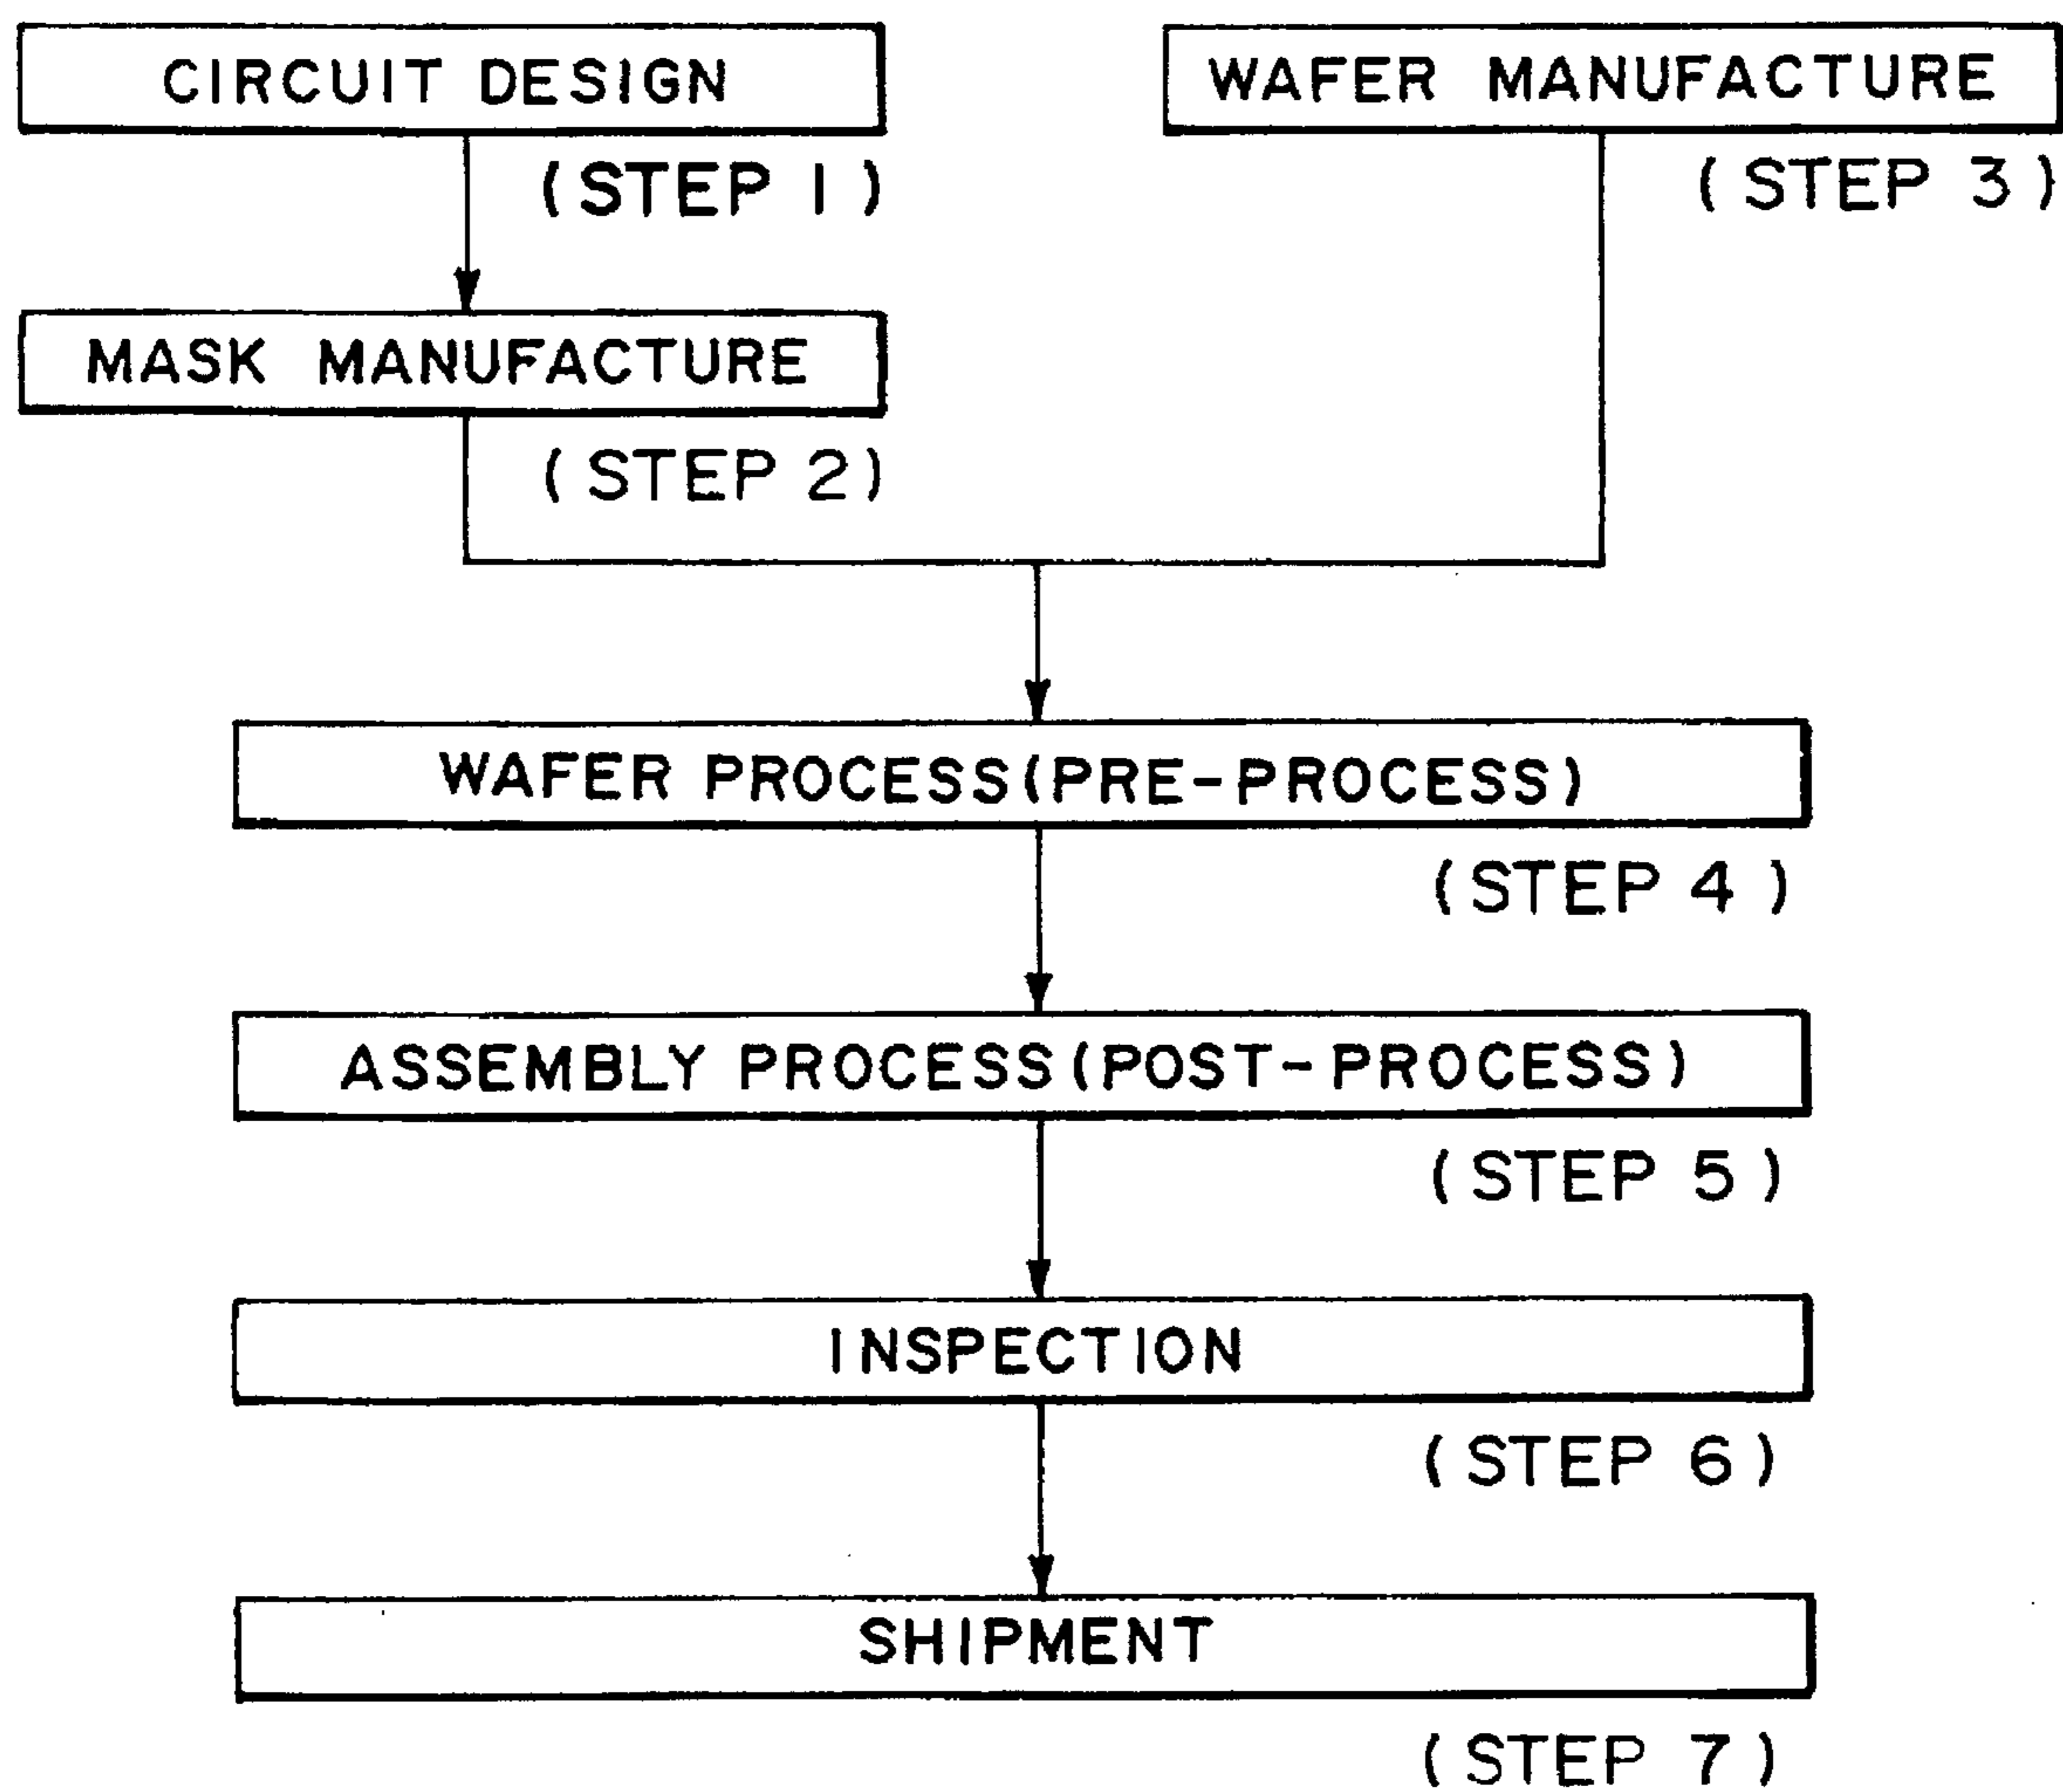 CIRCUIT DESIGN
(STEP 1)
WAFER MANUFACTURE
(STEP 3)
MASK MANUFACTURE
(STEP 2)
WAFER PROCESS(PRE-PROCESS)
(STEP 4)
ASSEMBLY PROCESS(POST-PROCESS)
(STEP 5)
INSPECTION
(STEP 6)
SHIPMENT
(STEP 7)